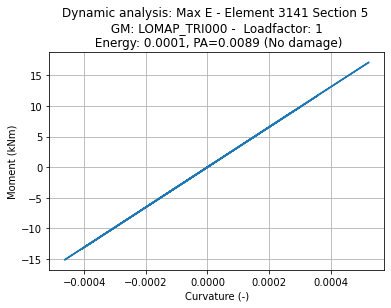 Dynamic analysis: Max E - Element 3141 Section 5
GM: LOMAP_TRI000 -  Loadfactor: 1
Energy: 0.0001, PA=0.0089 (No damage)
15
10
5
0
−5
−10
−15
Moment (kNm)
−0.0004
−0.0002
0.0000
0.0002
0.0004
Curvature (-)